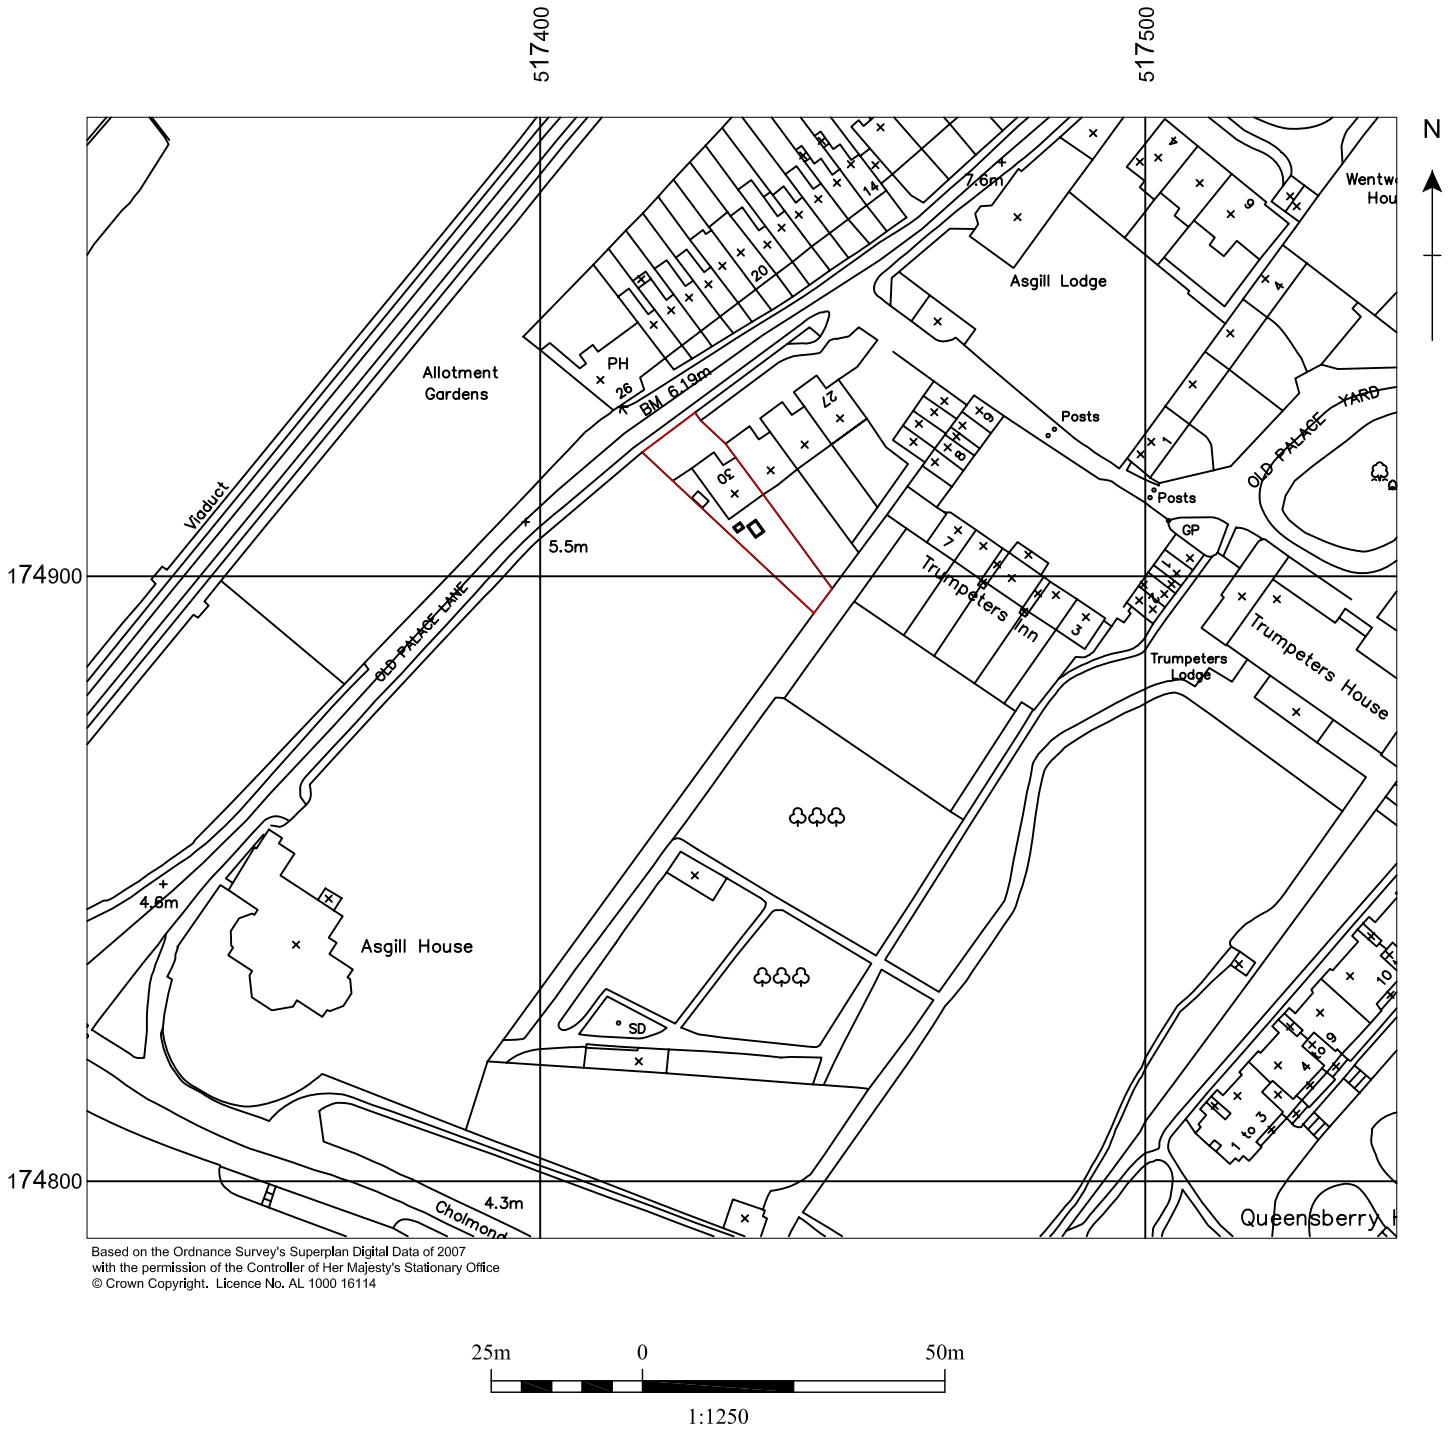 517400
517500
N
4
14
7.6m
6
Wentw
Hou
20
Asgill Lodge
4
PH
Allotment
Gardens
26
BM 6.19m
27
YARD
OLD PALACE
Posts
9
8
1
30
Viaduct
Posts
5.5m
GP
7
1
174900
Trumpeters Inn
OLD PALACE LANE
2
3
Trumpeters House
Trumpeters
Lodge
4.6m
Asgill House
10
SD
4 to 9
1 to 3
174800
4.3m
Cholmond
Queensberry H
Based on the Ordnance Survey's Superplan Digital Data of 2007
with the permission of the Controller of Her Majesty's Stationary Office
© Crown Copyright. Licence No. AL 1000 16114
25m
0
50m
1:1250